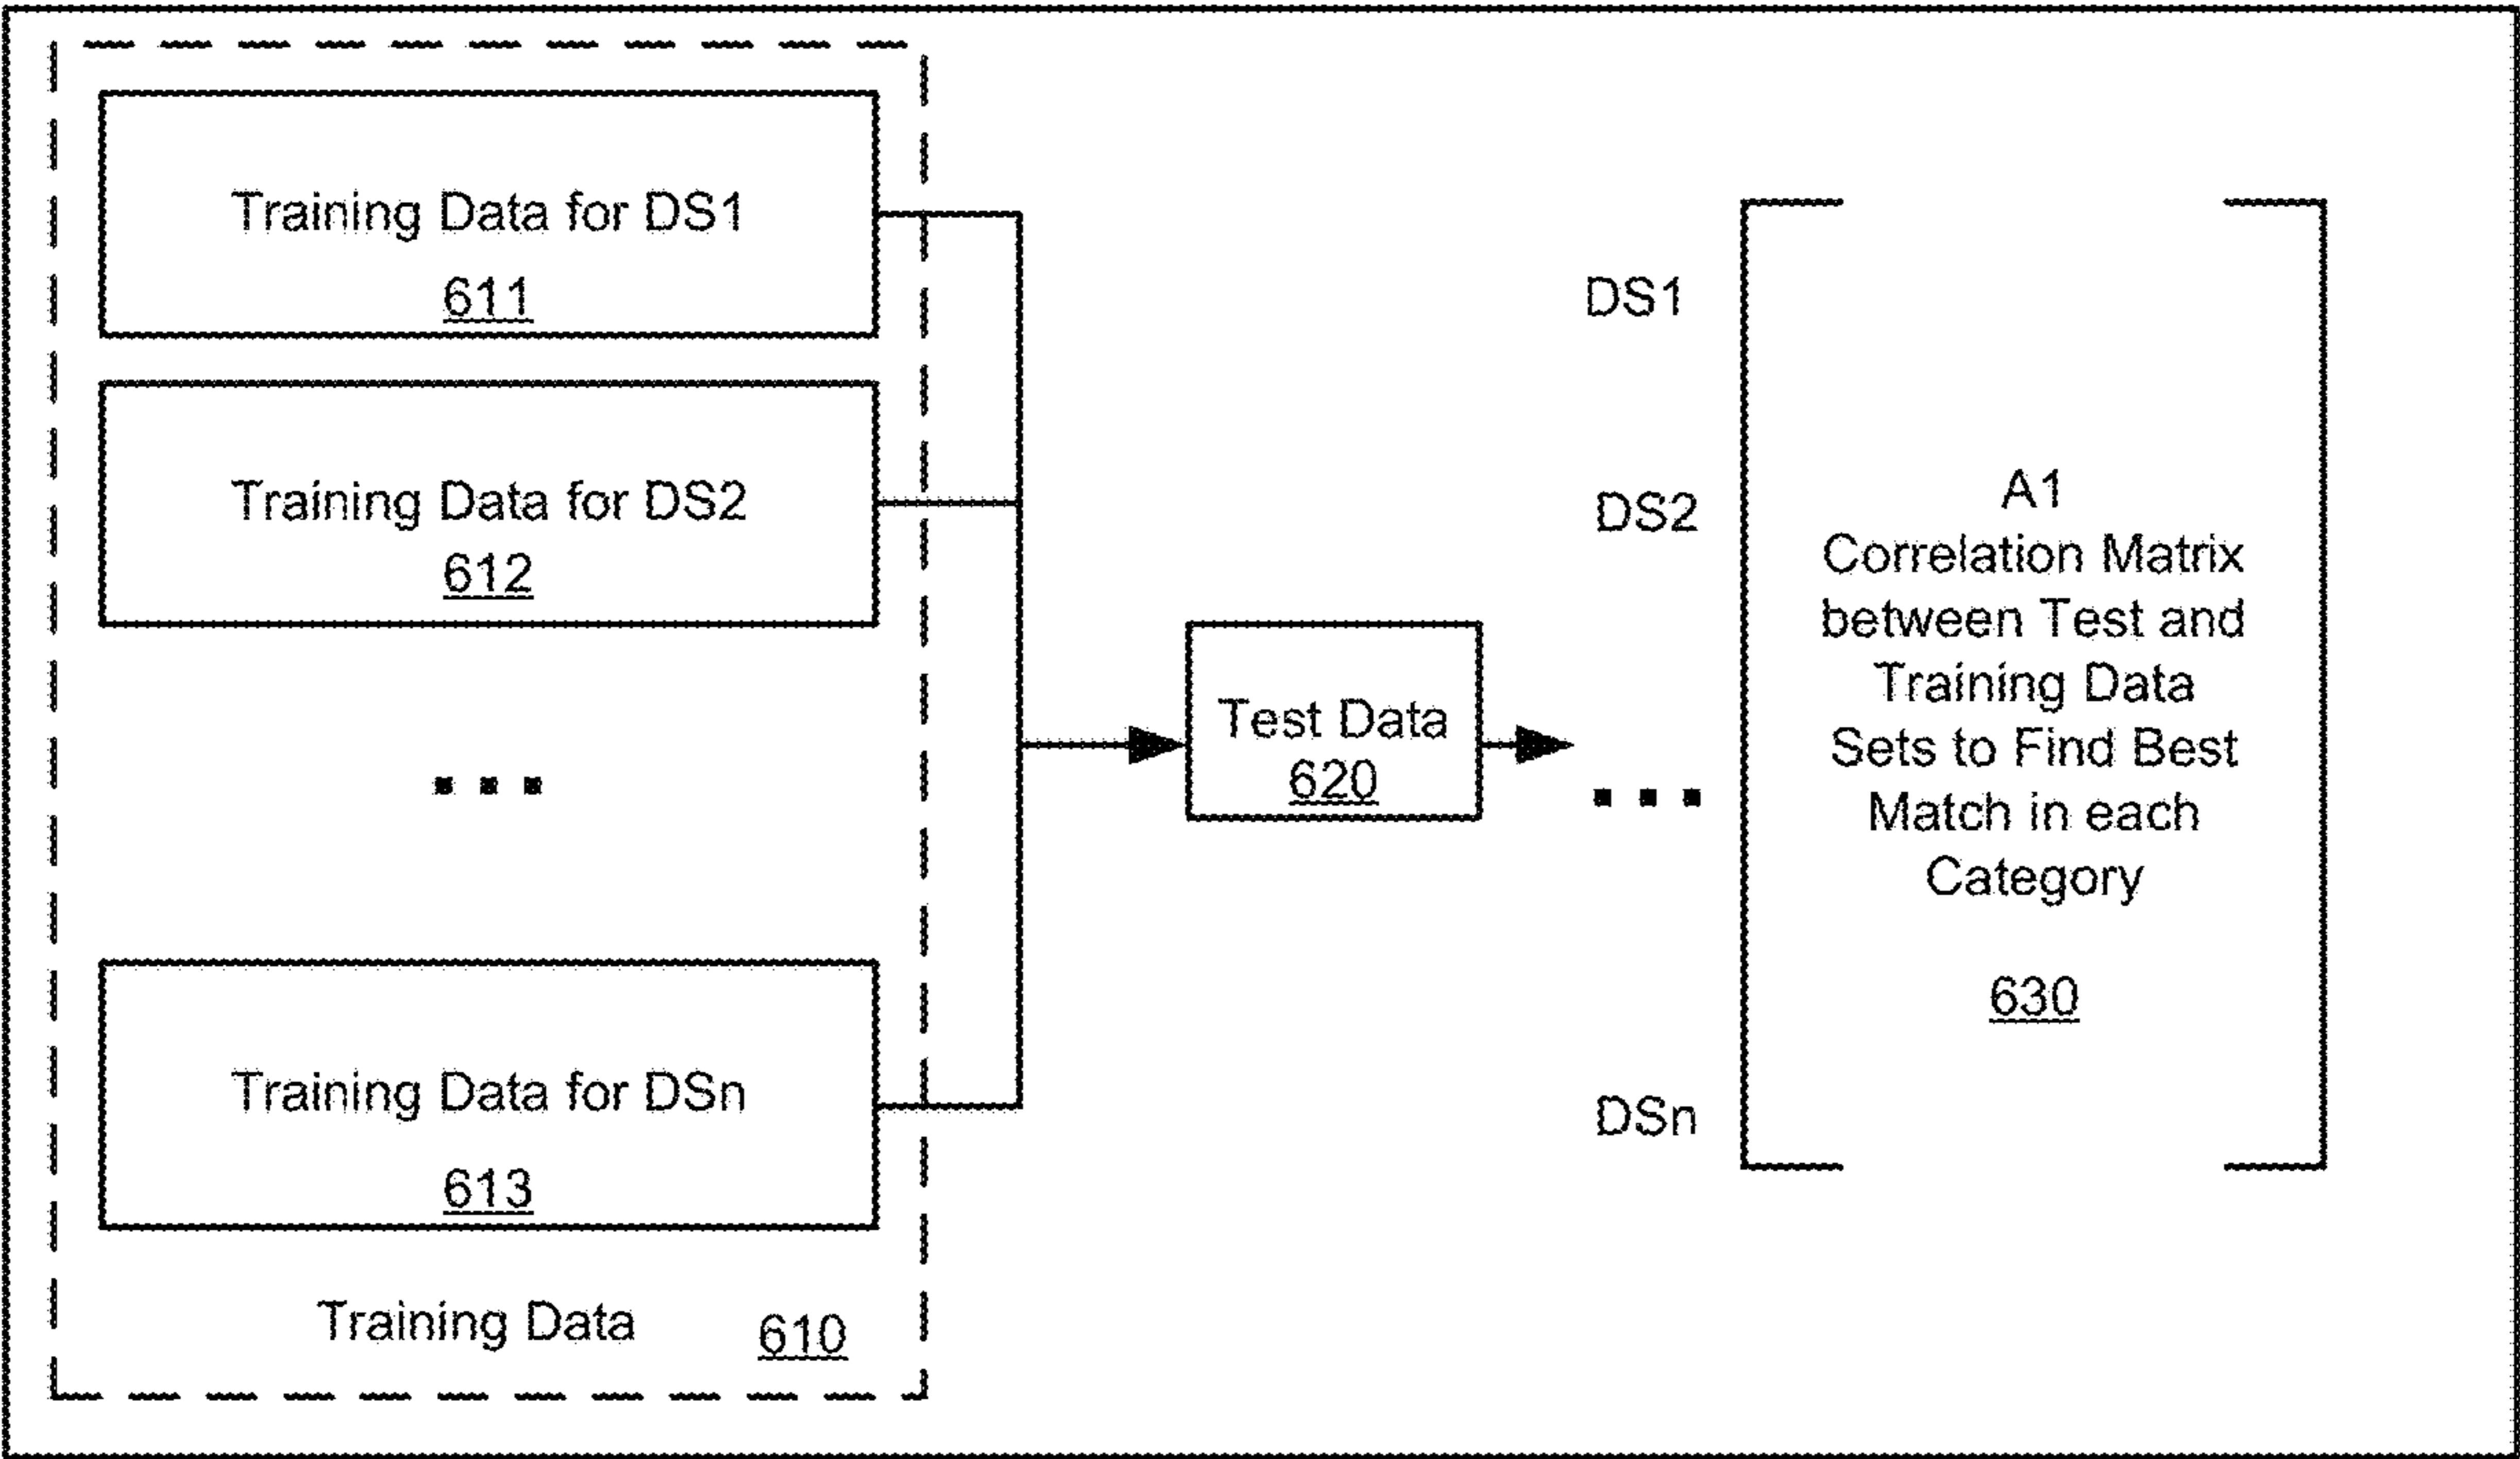 Training Data for DS1
611
Training Data for DS2
612
...
Training Data for DSn
613
Training Data 610
Test Data
620
DS1
DS2
...
DSn
A1
Correlation Matrix
between Test and
Training Data
Sets to Find Best
Match in each
Category
630